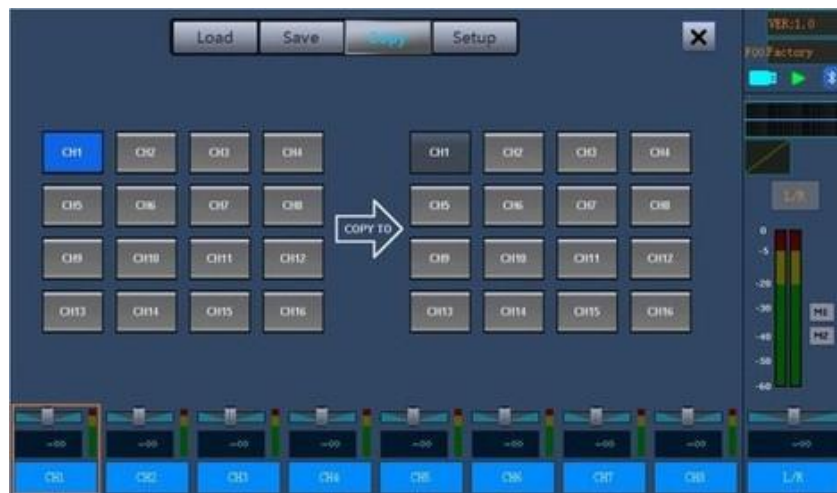 Load Save Copy Setup X
VER:1.0
F00Factory
CH1 CH2 CH3 CH4 CH1 CH2 CH3 CH4
CH5 CH6 CH7 CH8 CH5 CH6 CH7 CH8
COPY TO
CH9 CH10 CH11 CH12 CH9 CH10 CH11 CH12
CH13 CH14 CH15 CH16 CH13 CH14 CH15 CH16
L/R
0
-5
-20
-30 M1
-40 M2
-50
-60
-∞ -∞ -∞ -∞ -∞ -∞ -∞ -∞ -∞
CH1 CH2 CH3 CH4 CH5 CH6 CH7 CH8 L/R